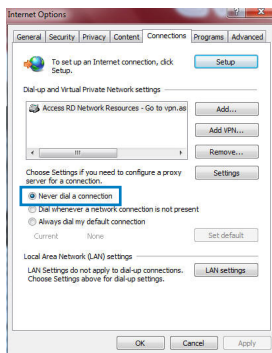 Internet Options
General Security Privacy Content Connections Programs Advanced
To set up an Internet connection, click
Setup.
Setup
Dial-up and Virtual Private Network settings
Access RD Network Resources - Go to vpn.as
Add...
Add VPN...
Remove...
Choose Settings if you need to configure a proxy
server for a connection.
Settings
Never dial a connection
Dial whenever a network connection is not present
Always dial my default connection
Current None
Set default
Local Area Network (LAN) settings
LAN Settings do not apply to dial-up connections.
Choose Settings above for dial-up settings.
LAN settings
OK Cancel Apply